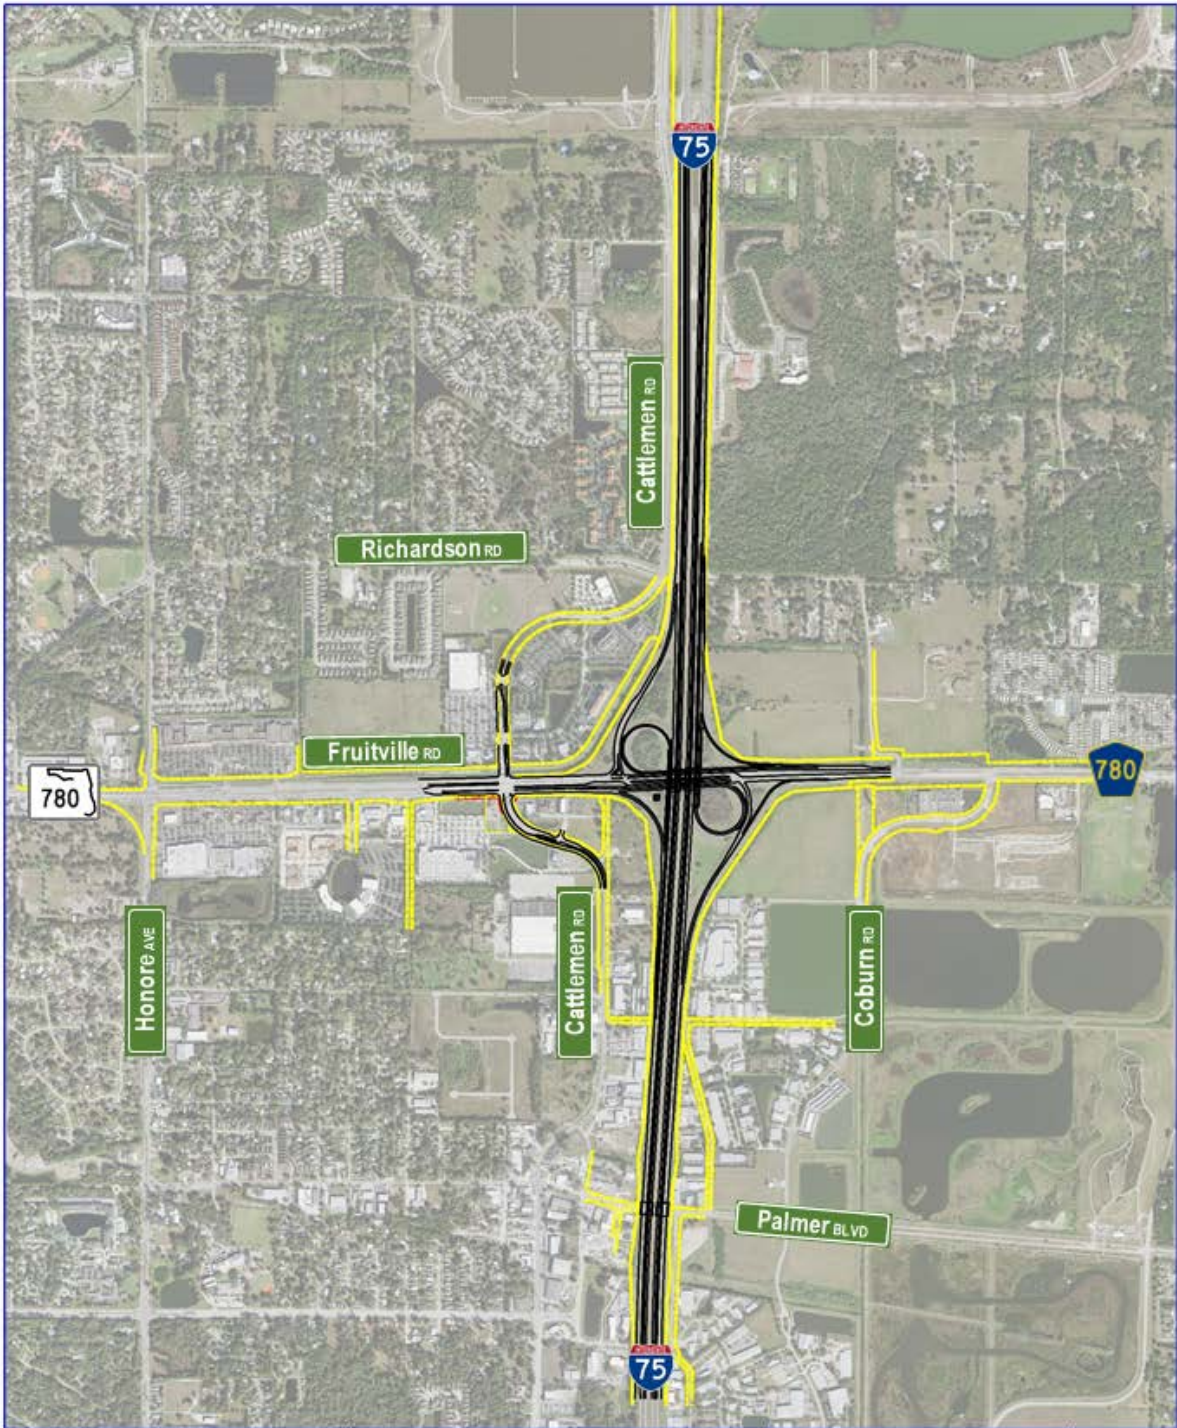 75
Cattlemen RD
Richardson RD
Fruitville RD
780
780
Honore AVE
Cattlemen RD
Coburn RD
Palmer BLVD
75